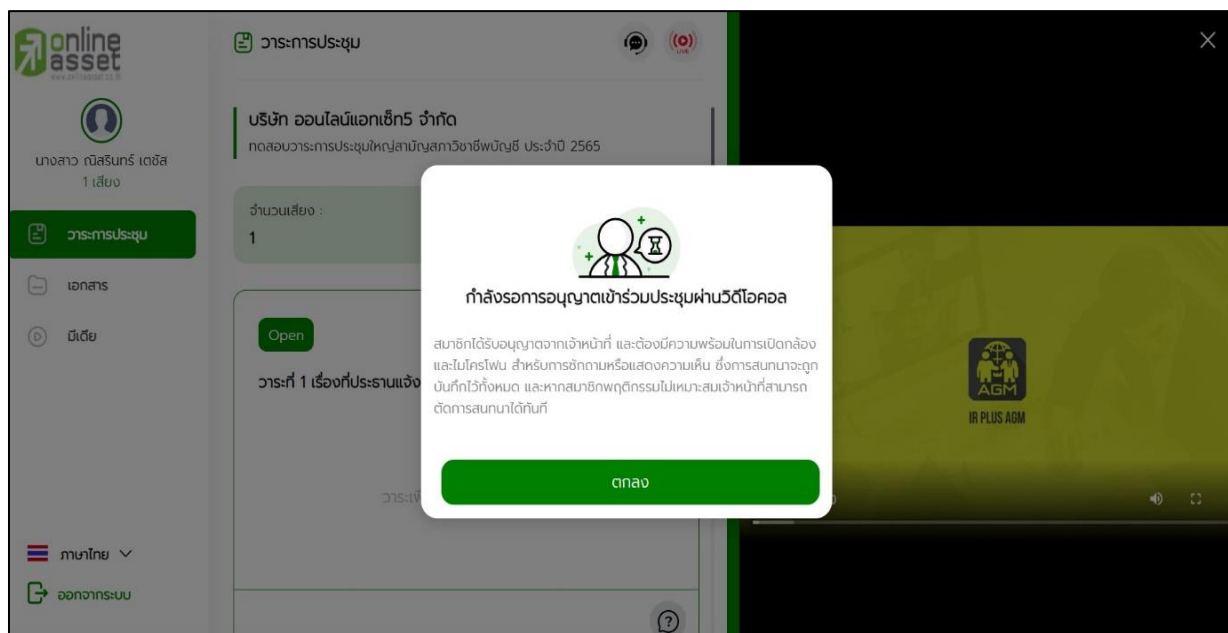 online
asset
www.onlineasset.co.th
นางสาว ณิสรินทร์ เตชัส
1 เสียง
วาระการประชุม
เอกสาร
มีเดีย
ภาษาไทย
ออกจากระบบ
วาระการประชุม
LIVE
บริษัท ออนไลน์แอทเซ็ท5 จำกัด
ทดสอบวาระการประชุมใหญ่สามัญสภาวิชาชีพบัญชี ประจำปี 2565
จำนวนเสียง :
1
Open
วาระที่ 1 เรื่องที่ประธานแจ้ง
กำลังรอการอนุญาตเข้าร่วมประชุมผ่านวิดีโอคอล
สมาชิกได้รับอนุญาตจากเจ้าหน้าที่ และต้องมีความพร้อมในการเปิดกล้อง
และไมโครโฟน สำหรับการซักถามหรือแสดงความเห็น ซึ่งการสนทนาจะถูก
บันทึกไว้ทั้งหมด และหากสมาชิกพฤติกรรมไม่เหมาะสมเจ้าหน้าที่สามารถ
ตัดการสนทนาได้ทันที
ตกลง
AGM
IR PLUS AGM